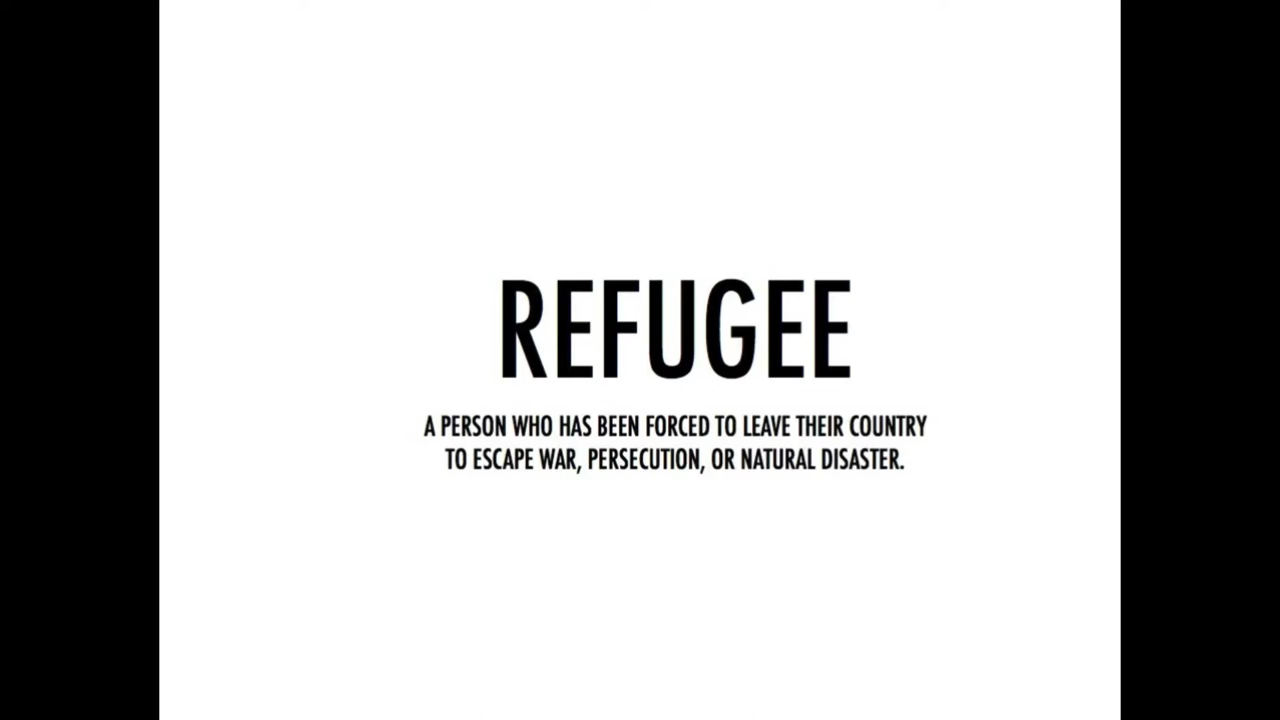 REFUGEE
A PERSON WHO HAS BEEN FORCED TO LEAVE THEIR COUNTRY
TO ESCAPE WAR, PERSECUTION, OR NATURAL DISASTER.